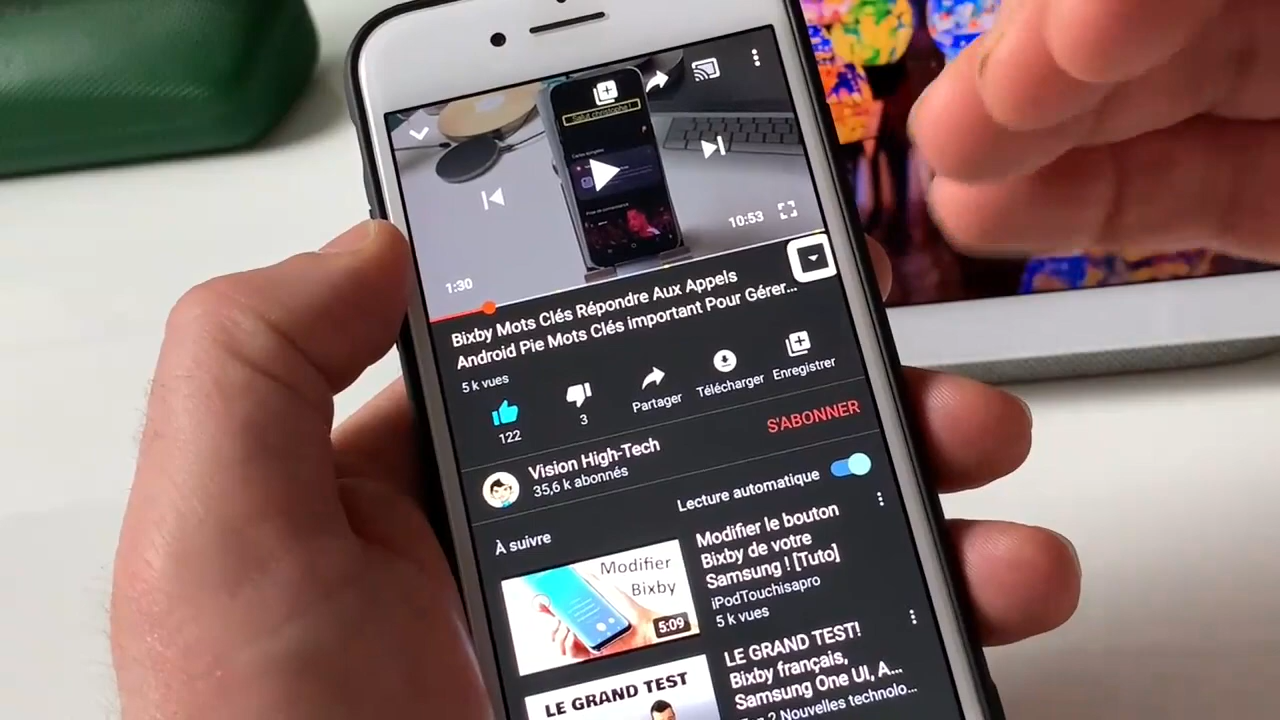 Salut christopha !
1:30
10:53
Bixby Mots Clés Répondre Aux Appels
Android Pie Mots Clés important Pour Gérer...
5 k vues
122
3
Partager
Télécharger
Enregistrer
Vision High-Tech
35,6 k abonnés
S'ABONNER
Lecture automatique
À suivre
Modifier
Bixby
5:09
Modifier le bouton
Bixby de votre
Samsung ! [Tuto]
iPodTouchisapro
5 k vues
LE GRAND TEST
LE GRAND TEST!
Bixby français,
Samsung One UI, A...
2 Nouvelles technolo...